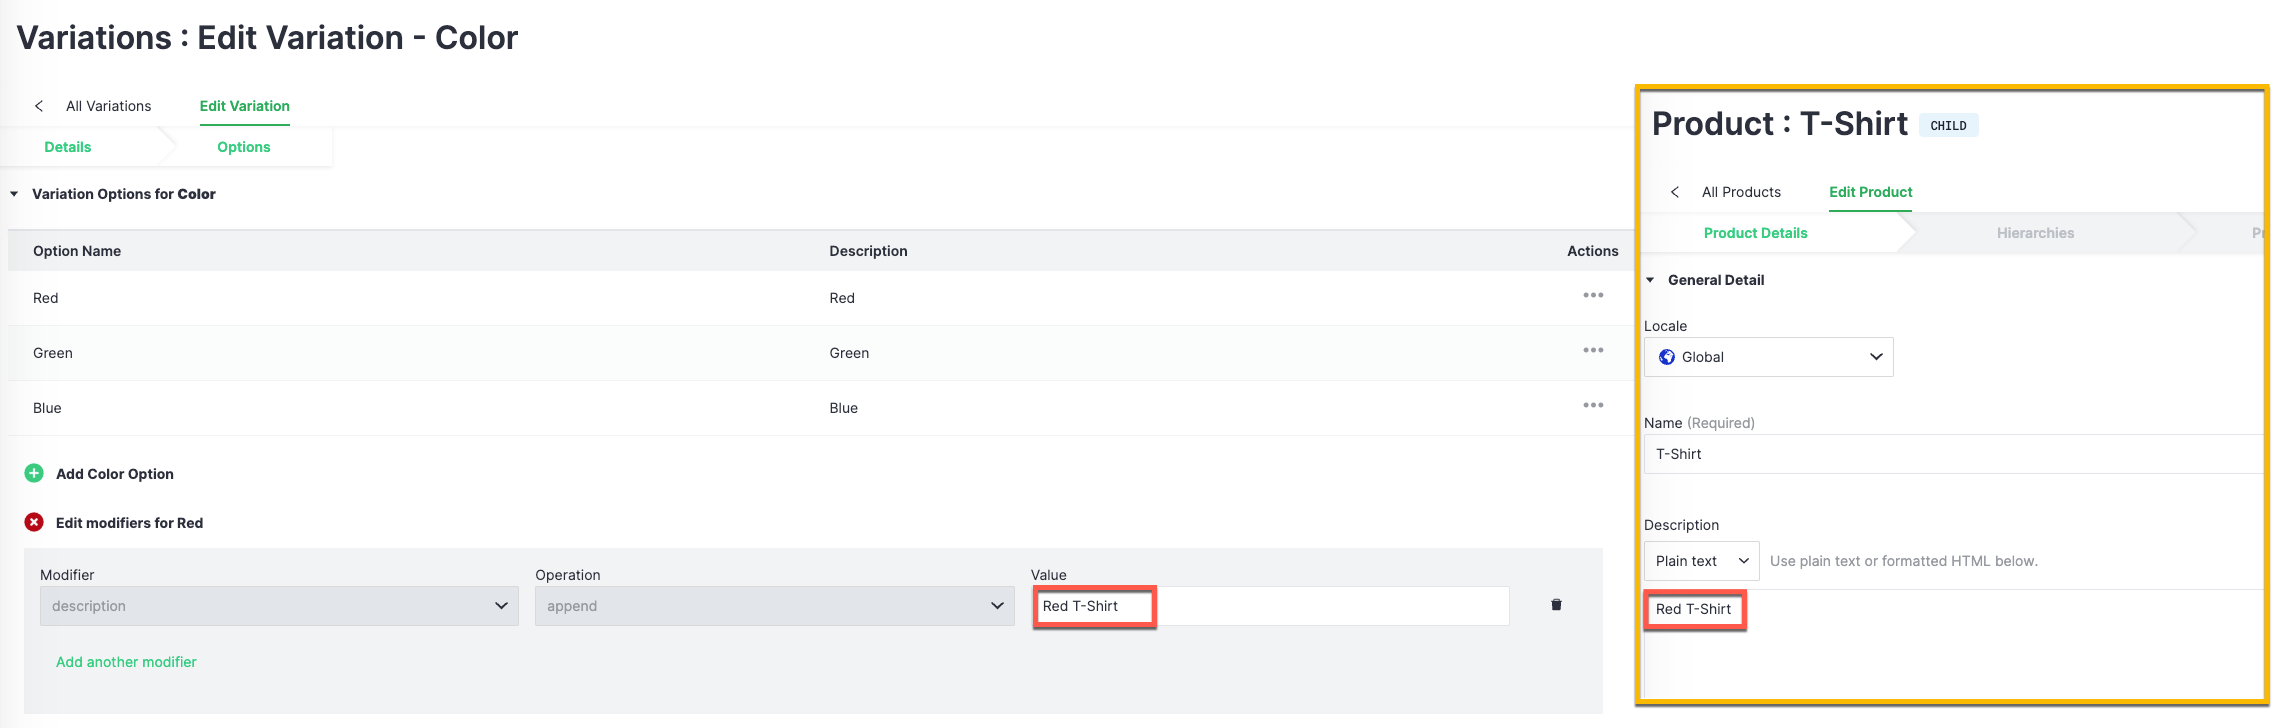 Variations : Edit Variation - Color
All Variations Edit Variation
Details Options
Variation Options for Color
Option Name Description Actions
Red Red
Green Green
Blue Blue
Add Color Option
Edit modifiers for Red
Modifier Operation Value
description append Red T-Shirt
Add another modifier
Product : T-Shirt CHILD
All Products Edit Product
Product Details Hierarchies
General Detail
Locale
Global
Name (Required)
T-Shirt
Description
Plain text Use plain text or formatted HTML below.
Red T-Shirt